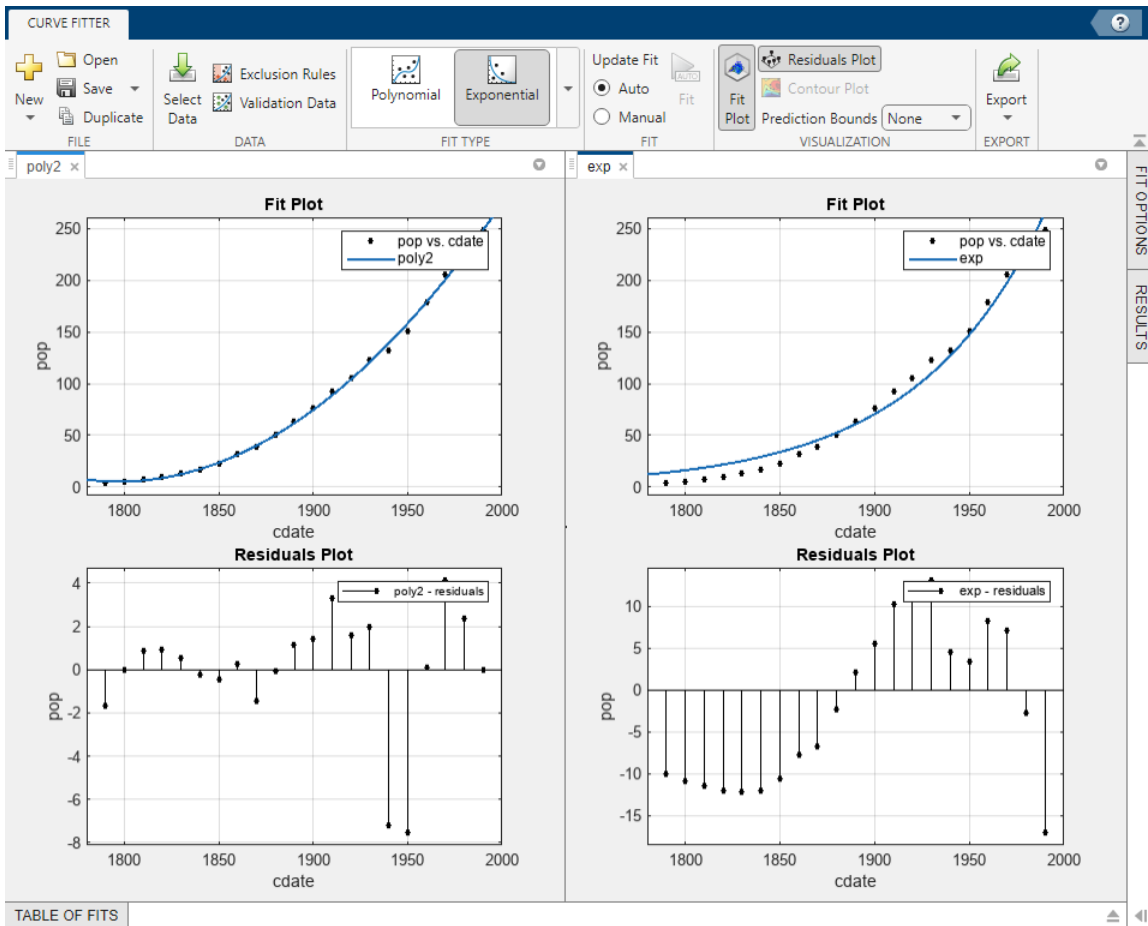 CURVE FITTER
?
New
Open
Save
Duplicate
FILE
Select Data
Exclusion Rules
Validation Data
DATA
Polynomial
Exponential
FIT TYPE
Update Fit
Auto
Manual
AUTO
Fit
FIT
Fit Plot
Residuals Plot
Contour Plot
Prediction Bounds None
VISUALIZATION
Export
EXPORT
poly2 ×
Fit Plot
pop vs. cdate
poly2
250
200
150
100
50
0
pop
1800 1850 1900 1950 2000
cdate
Residuals Plot
poly2 - residuals
4
2
0
-2
-4
-6
-8
pop
1800 1850 1900 1950 2000
cdate
exp ×
Fit Plot
pop vs. cdate
exp
250
200
150
100
50
0
pop
1800 1850 1900 1950 2000
cdate
Residuals Plot
exp - residuals
10
5
0
-5
-10
-15
pop
1800 1850 1900 1950 2000
cdate
FIT OPTIONS
RESULTS
TABLE OF FITS